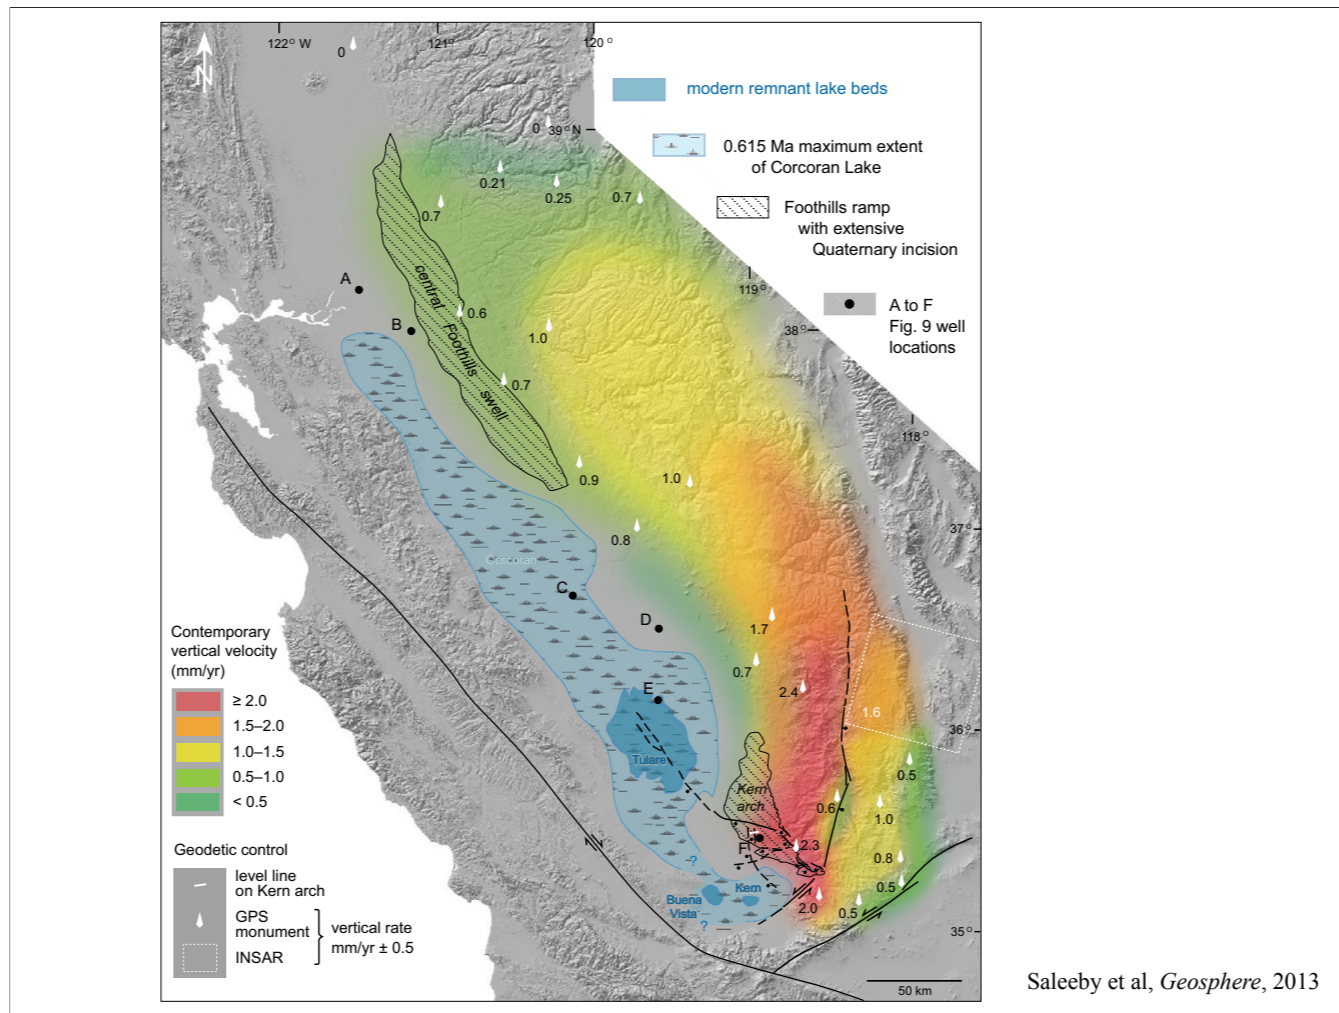 122° W
121°
120°
0
N
modern remnant lake beds
0 39° N
0.615 Ma maximum extent
of Corcoran Lake
0.21
0.25
0.7
0.7
Foothills ramp
with extensive
Quaternary incision
A
119°
A to F
Fig. 9 well
locations
central Foothills swell
0.6
B
1.0
38°
0.7
118°
0.9
1.0
37°
0.8
Corcoran
C
D
1.7
Contemporary
vertical velocity
(mm/yr)
0.7
≥ 2.0
2.4
E
1.6
1.5–2.0
36°
1.0–1.5
Tulare
0.5
0.5–1.0
Kern
arch
0.6
< 0.5
1.0
F
2.3
Geodetic control
?
0.8
level line
on Kern arch
Kern
0.5
Buena
Vista
2.0
0.5
GPS
monument
?
vertical rate
mm/yr ± 0.5
35°
INSAR
50 km
Saleeby et al, Geosphere, 2013